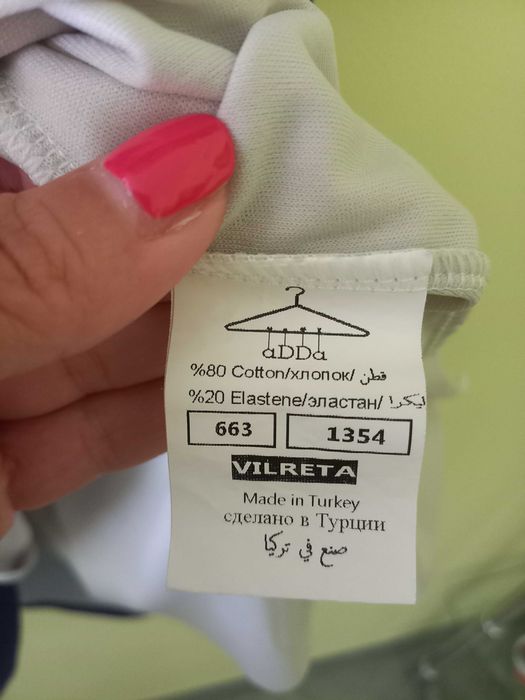 aDDa
%80 Cotton/хлопок/ قطن
%20 Elastene/эластан/ ليكرا
663 1354
VILRETA
Made in Turkey
сделано в Турции
صنع في تركيا